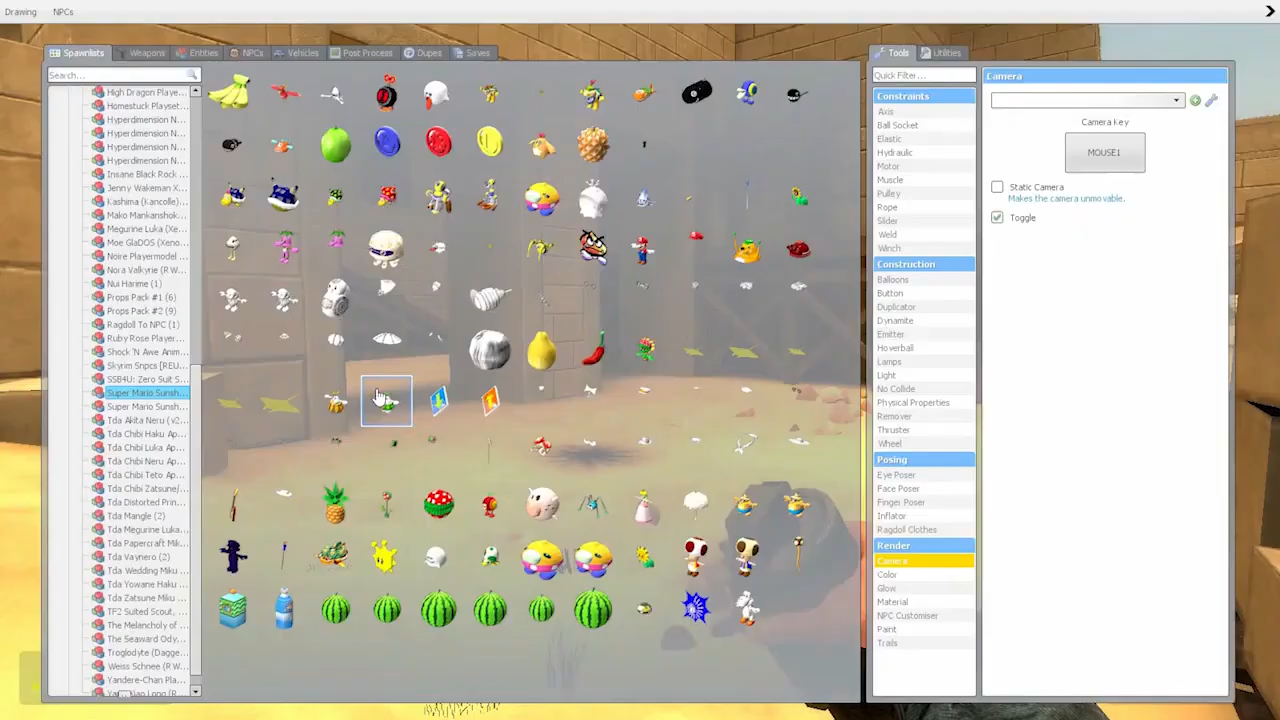 Drawing NPCs
Spawnlists Weapons Entities NPCs Vehicles Post Process Dupes Saves
Search...
High Dragon Playe...
Homestuck Playset...
Hyperdimension N...
Hyperdimension N...
Hyperdimension N...
Hyperdimension N...
Insane Black Rock ...
Jenny Wakeman X...
Kashima (Kancolle)...
Mako Mankanshok...
Megurine Luka (Xe...
Moe GlaDOS (Xeno...
Noire Playermodel ...
Nora Valkyrie (R W...
Nui Harime (1)
Props Pack #1 (6)
Props Pack #2 (9)
Ragdoll To NPC (1)
Ruby Rose Player...
Shock 'N Awe Anim...
Skyrim Snpcs [REU...
SSB4U: Zero Suit S...
Super Mario Sunsh...
Super Mario Sunsh...
Tda Akita Neru (v2...
Tda Chibi Haku Ap...
Tda Chibi Luka Ap...
Tda Chibi Neru Ap...
Tda Chibi Teto Ap...
Tda Chibi Zatsune/...
Tda Distorted Prin...
Tda Mangle (2)
Tda Megurine Luka...
Tda Papercraft Mik...
Tda Vaynero (2)
Tda Wedding Miku ...
Tda Yowane Haku ...
Tda Zatsune Miku ...
TF2 Suited Scout, ...
The Melancholy of ...
The Seaward Ody...
Troglodyte (Dagge...
Weiss Schnee (R W...
Yandere-Chan Pla...
Tools Utilities
Quick Filter...
Constraints
Axis
Ball Socket
Elastic
Hydraulic
Motor
Muscle
Pulley
Rope
Slider
Weld
Winch
Construction
Balloons
Button
Duplicator
Dynamite
Emitter
Hoverball
Lamps
Light
No Collide
Physical Properties
Remover
Thruster
Wheel
Posing
Eye Poser
Face Poser
Finger Poser
Inflator
Ragdoll Clothes
Render
Camera
Color
Glow
Material
NPC Customiser
Paint
Trails
Camera
Camera Key
MOUSE1
Static Camera
Makes the camera unmovable.
Toggle